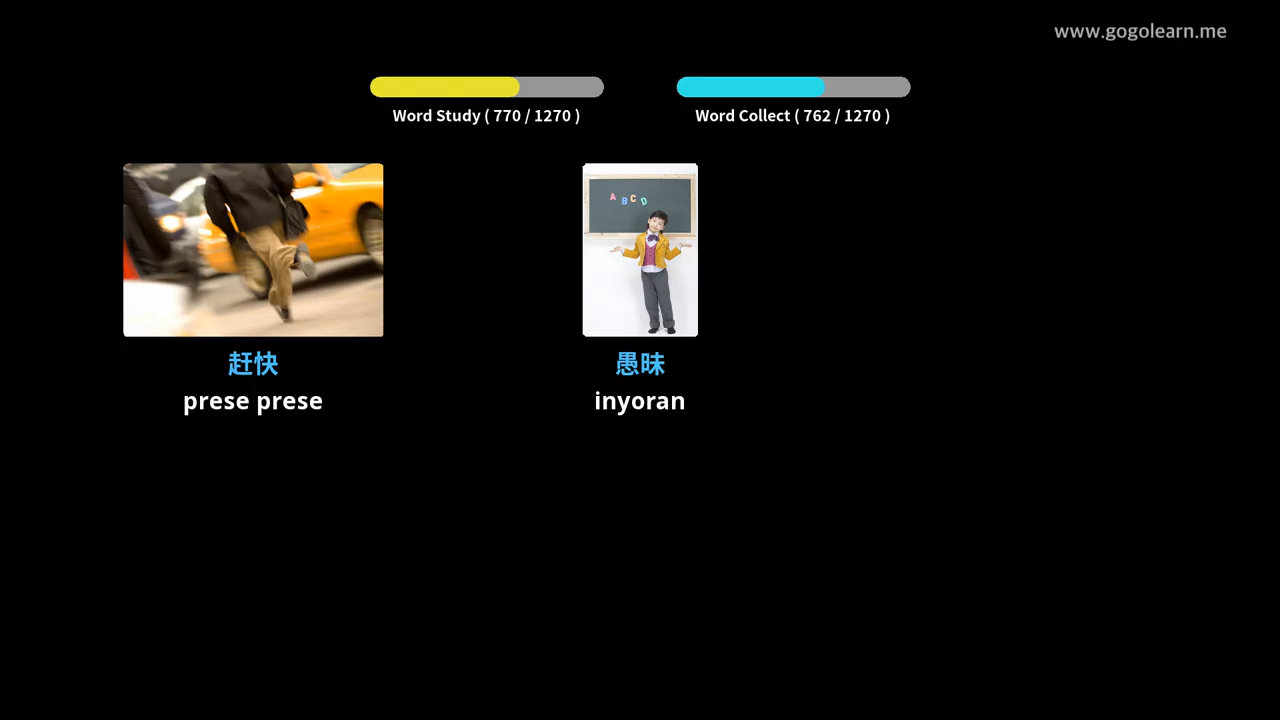 www.gogolearn.me
Word Study ( 770 / 1270 )
Word Collect ( 762 / 1270 )
A B C D
赶快
prese prese
愚昧
inyoran